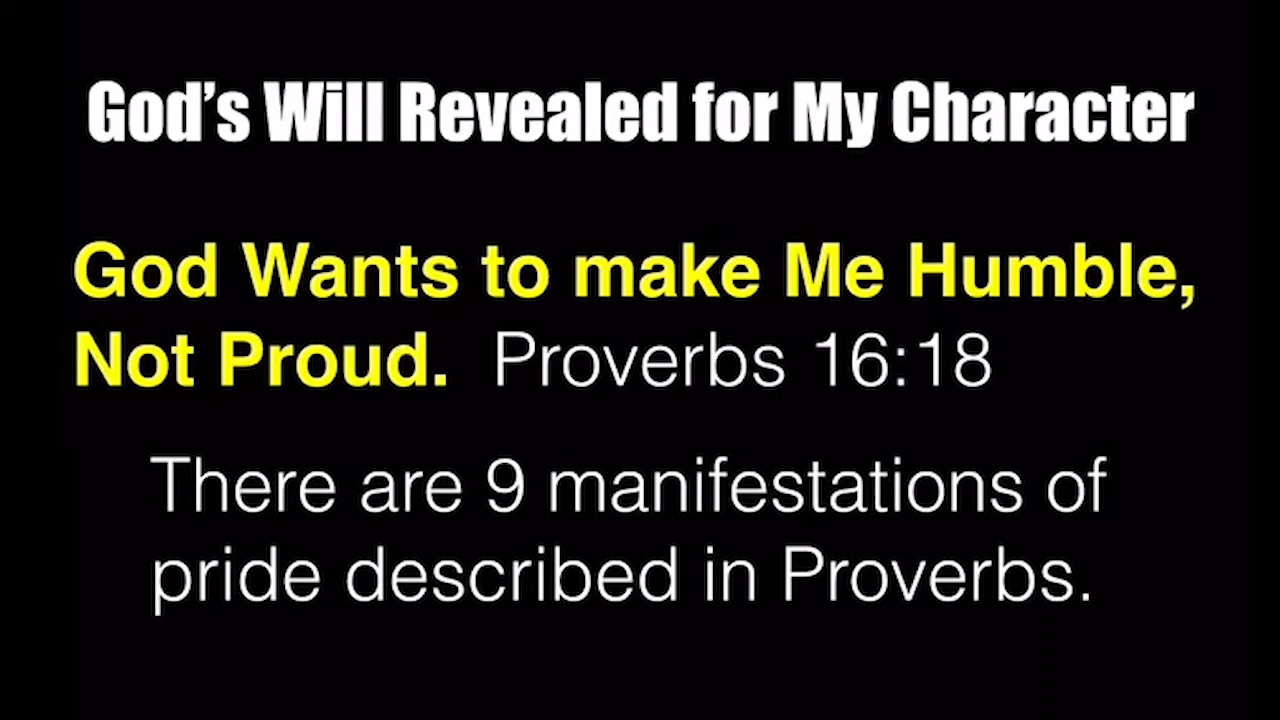 God's Will Revealed for My Character
God Wants to make Me Humble,
Not Proud. Proverbs 16:18
There are 9 manifestations of
pride described in Proverbs.